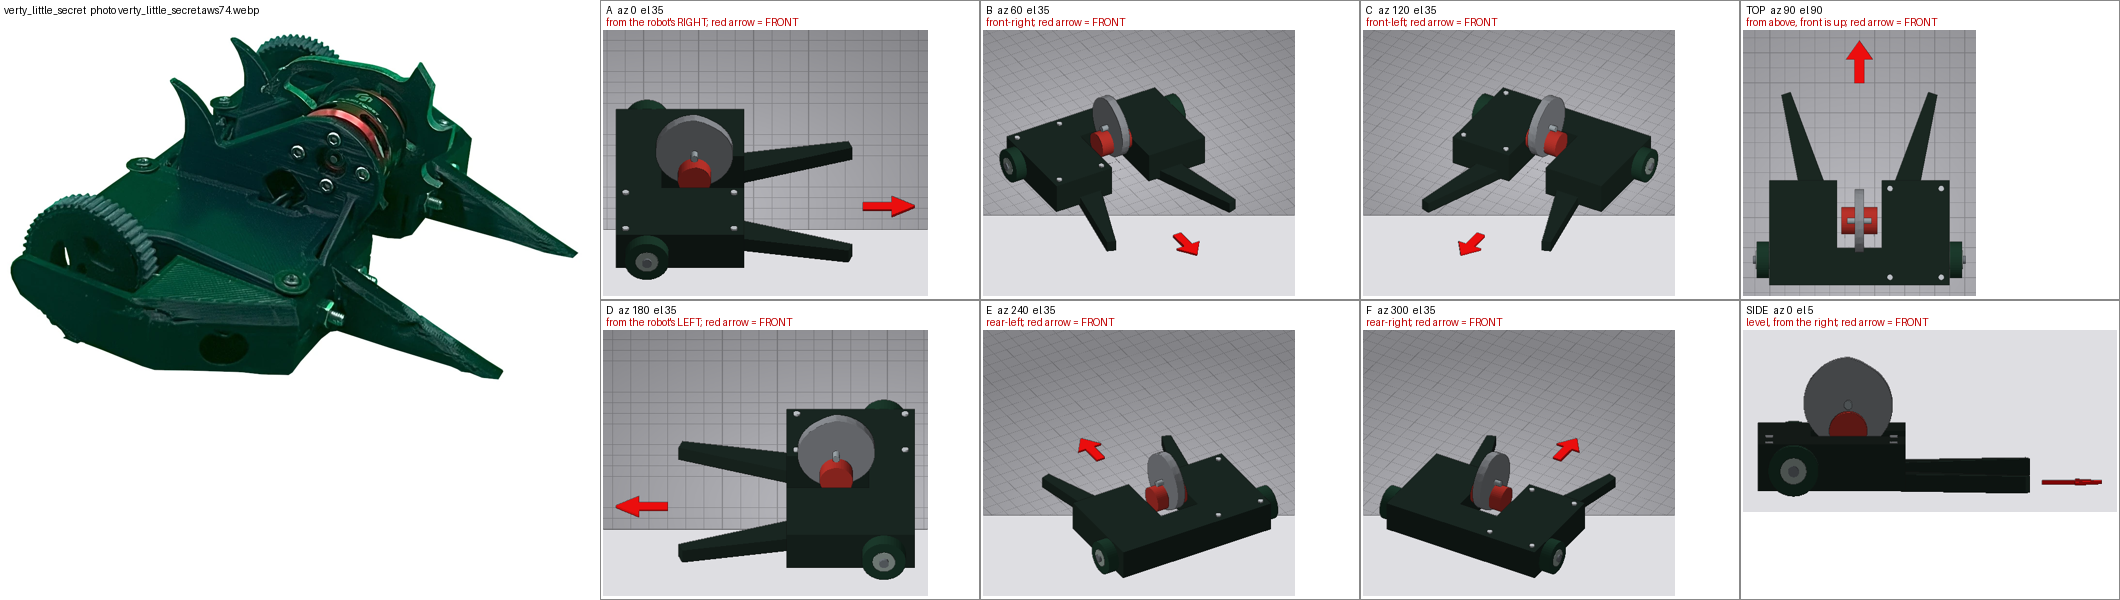 verty_little_secret photo verty_little_secret.aws74.webp
A az 0 el 35
from the robot's RIGHT; red arrow = FRONT
B az 60 el 35
front-right; red arrow = FRONT
C az 120 el 35
front-left; red arrow = FRONT
TOP az 90 el 90
from above, front is up; red arrow = FRONT
D az 180 el 35
from the robot's LEFT; red arrow = FRONT
E az 240 el 35
rear-left; red arrow = FRONT
F az 300 el 35
rear-right; red arrow = FRONT
SIDE az 0 el 5
level, from the right; red arrow = FRONT